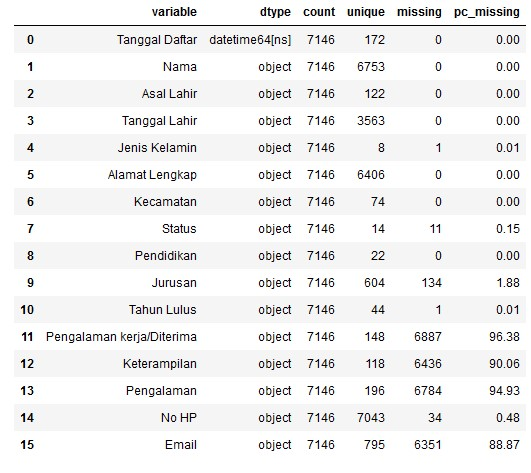 variable dtype count unique missing pc_missing
0 Tanggal Daftar datetime64[ns] 7146 172 0 0.00
1 Nama object 7146 6753 0 0.00
2 Asal Lahir object 7146 122 0 0.00
3 Tanggal Lahir object 7146 3563 0 0.00
4 Jenis Kelamin object 7146 8 1 0.01
5 Alamat Lengkap object 7146 6406 0 0.00
6 Kecamatan object 7146 74 0 0.00
7 Status object 7146 14 11 0.15
8 Pendidikan object 7146 22 0 0.00
9 Jurusan object 7146 604 134 1.88
10 Tahun Lulus object 7146 44 1 0.01
11 Pengalaman kerja/Diterima object 7146 148 6887 96.38
12 Keterampilan object 7146 118 6436 90.06
13 Pengalaman object 7146 196 6784 94.93
14 No HP object 7146 7043 34 0.48
15 Email object 7146 795 6351 88.87